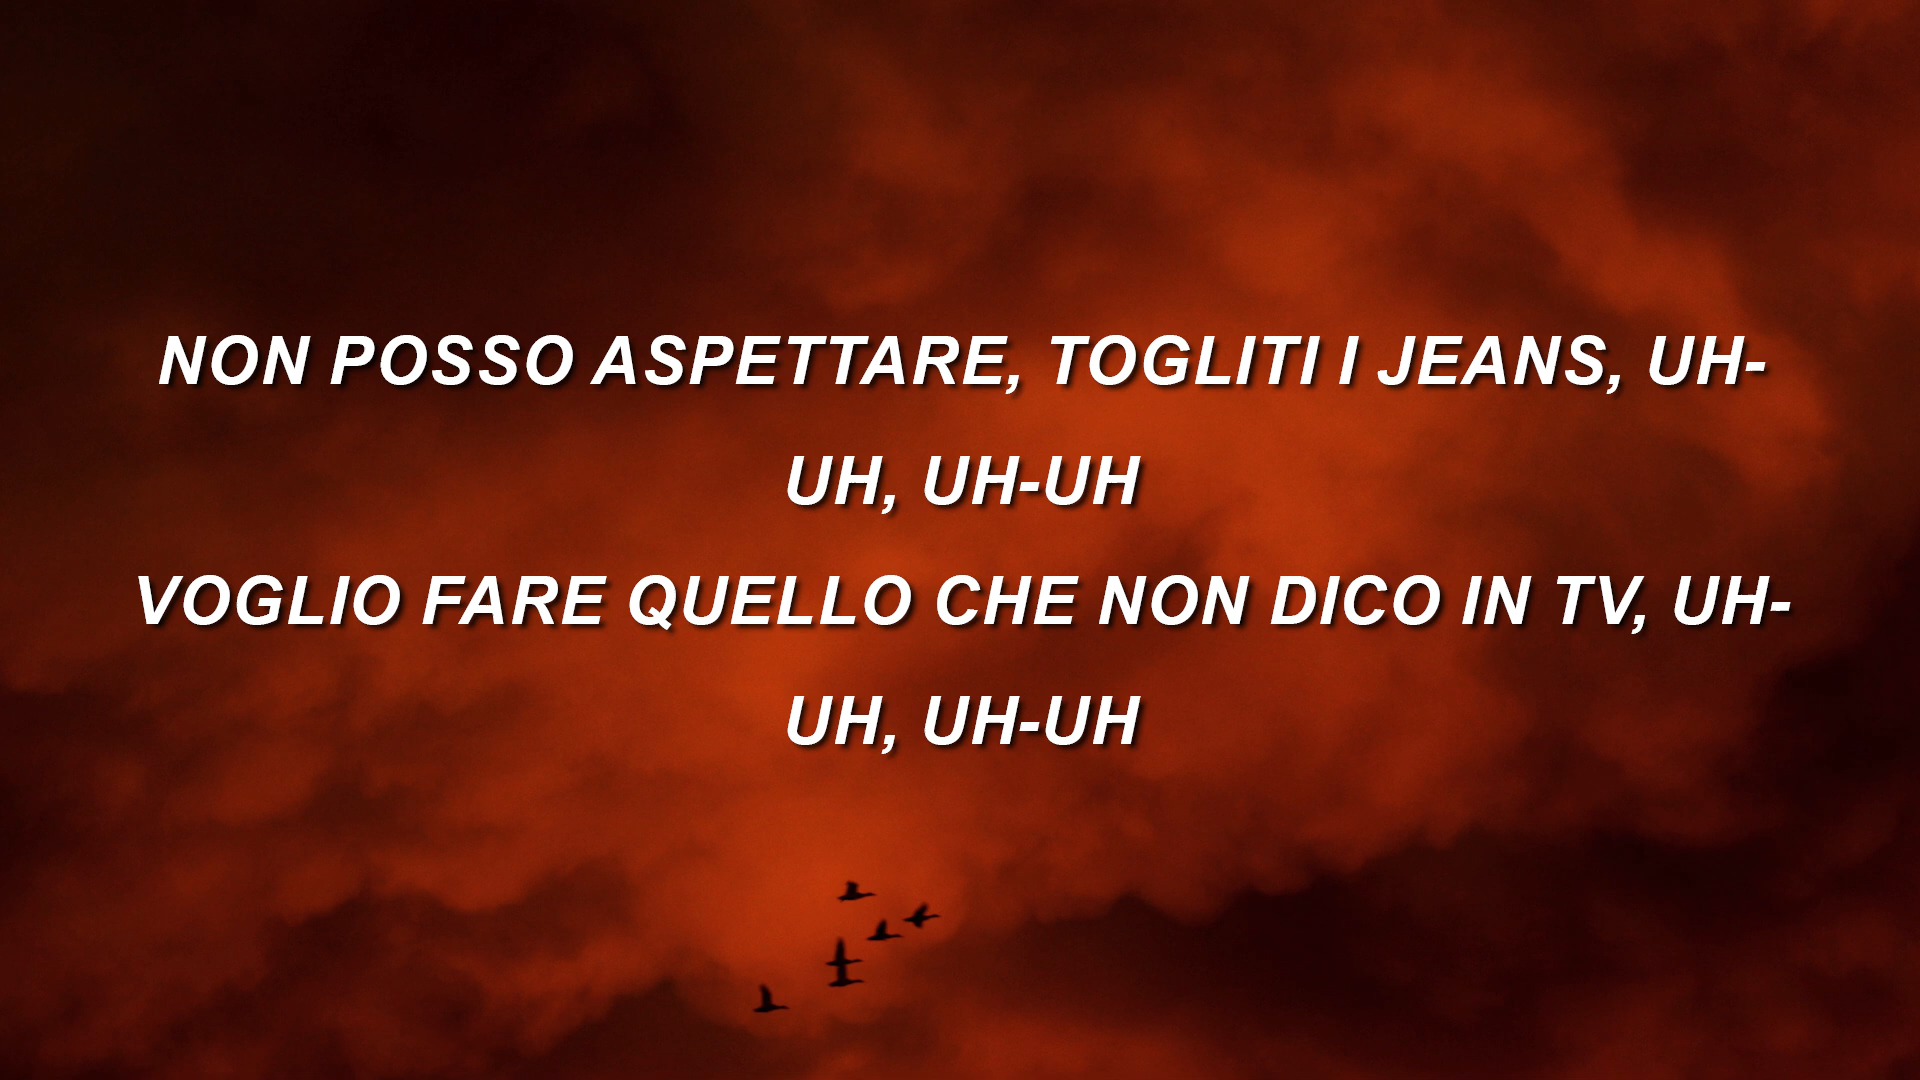 NON POSSO ASPETTARE, TOGLITI I JEANS, UH-
UH, UH-UH
VOGLIO FARE QUELLO CHE NON DICO IN TV, UH-
UH, UH-UH